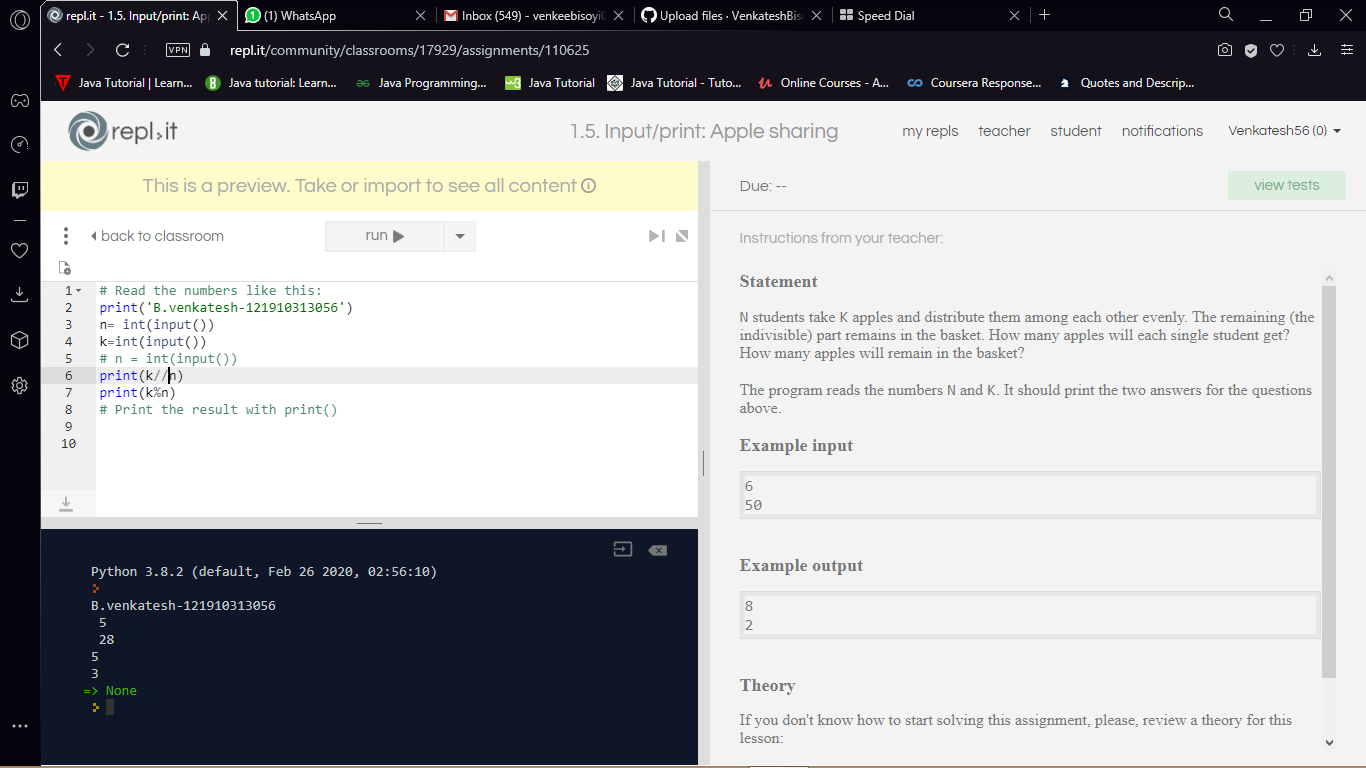 repl.it - 1.5. Input/print: Ap
(1) WhatsApp
Inbox (549) - venkeebisoyi
Upload files · VenkateshBis
Speed Dial
VPN
repl.it/community/classrooms/17929/assignments/110625
Java Tutorial | Learn...
Java tutorial: Learn...
Java Programming...
Java Tutorial
Java Tutorial - Tuto...
Online Courses - A...
Coursera Response...
Quotes and Descrip...
repl.it
1.5. Input/print: Apple sharing
my repls
teacher
student
notifications
Venkatesh56 (0)
This is a preview. Take or import to see all content
back to classroom
run
1 # Read the numbers like this:
2 print('B.venkatesh-121910313056')
3 n= int(input())
4 k=int(input())
5 # n = int(input())
6 print(k//n)
7 print(k%n)
8 # Print the result with print()
9
10
Python 3.8.2 (default, Feb 26 2020, 02:56:10)
B.venkatesh-121910313056
5
28
5
3
=> None
Due: --
view tests
Instructions from your teacher:
Statement
N students take K apples and distribute them among each other evenly. The remaining (the
indivisible) part remains in the basket. How many apples will each single student get?
How many apples will remain in the basket?
The program reads the numbers N and K. It should print the two answers for the questions
above.
Example input
6
50
Example output
8
2
Theory
If you don't know how to start solving this assignment, please, review a theory for this
lesson: